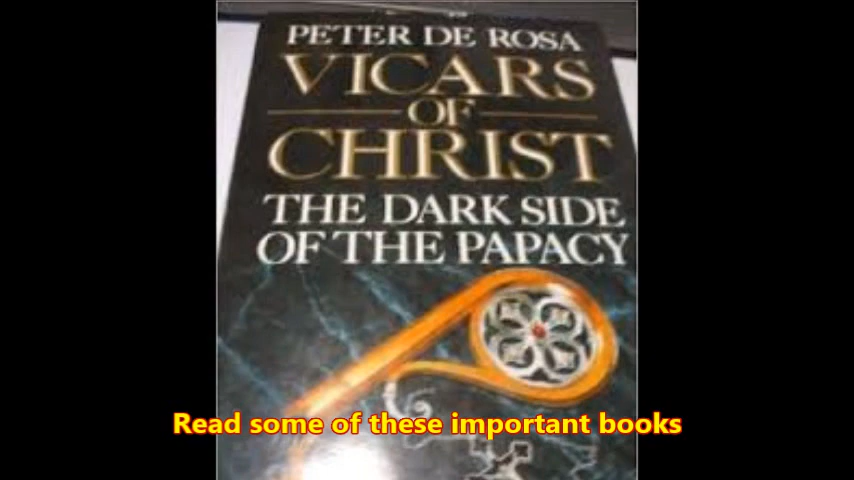 PETER DE ROSA
VICARS
OF
CHRIST
THE DARK SIDE
OF THE PAPACY
Read some of these important books